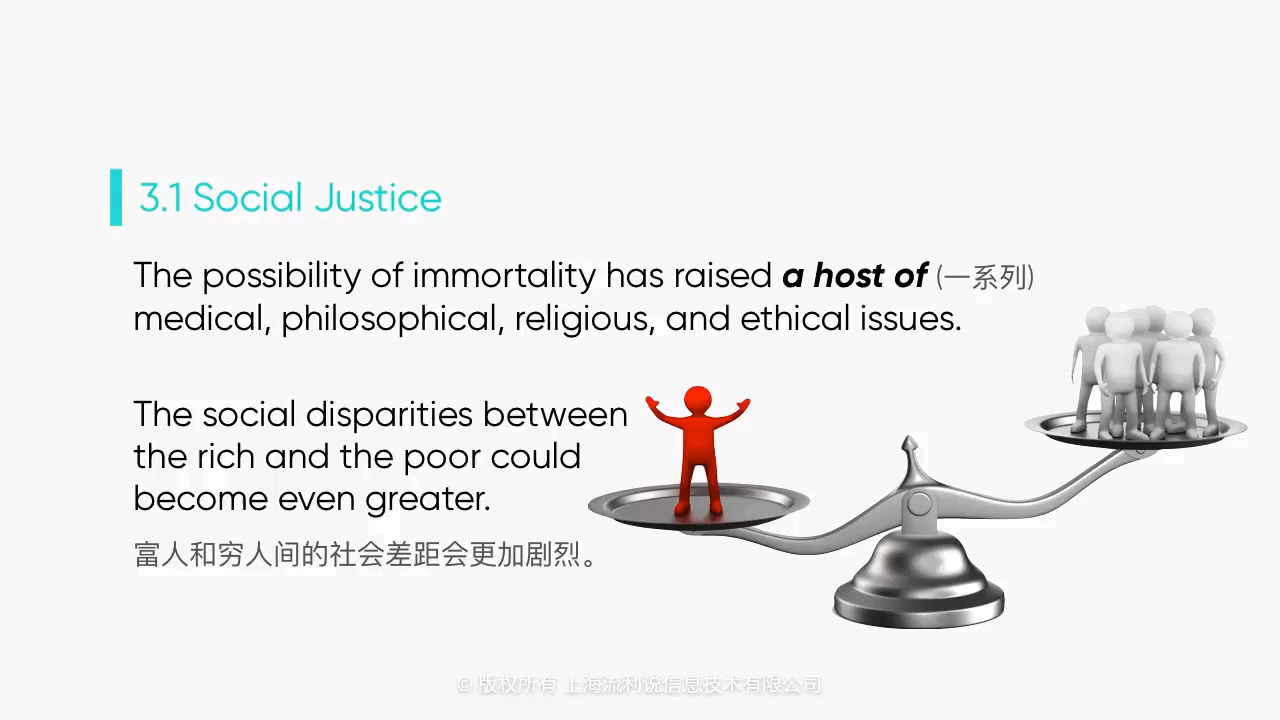 3.1 Social Justice
The possibility of immortality has raised a host of (一系列)
medical, philosophical, religious, and ethical issues.
The social disparities between
the rich and the poor could
become even greater.
富人和穷人间的社会差距会更加剧烈。
© 版权所有 上海流利说信息技术有限公司